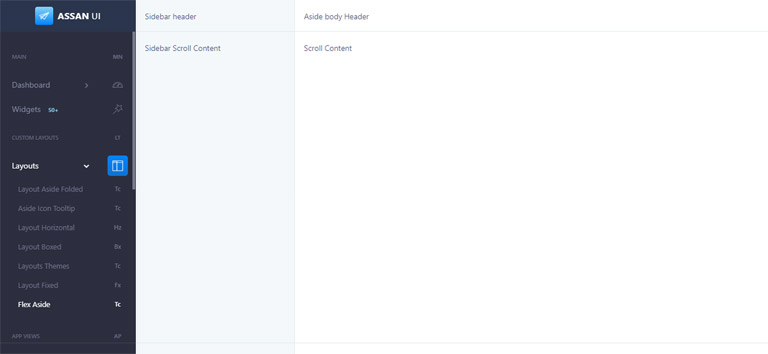 ASSAN UI
Sidebar header
Aside body Header
Sidebar Scroll Content
Scroll Content
MAIN MN
Dashboard
Widgets 50+
CUSTOM LAYOUTS LT
Layouts
Layout Aside Folded Tc
Aside Icon Tooltip Tc
Layout Horizontal Hz
Layout Boxed Bx
Layouts Themes Tc
Layout Fixed Fx
Flex Aside Tc
APP VIEWS AP